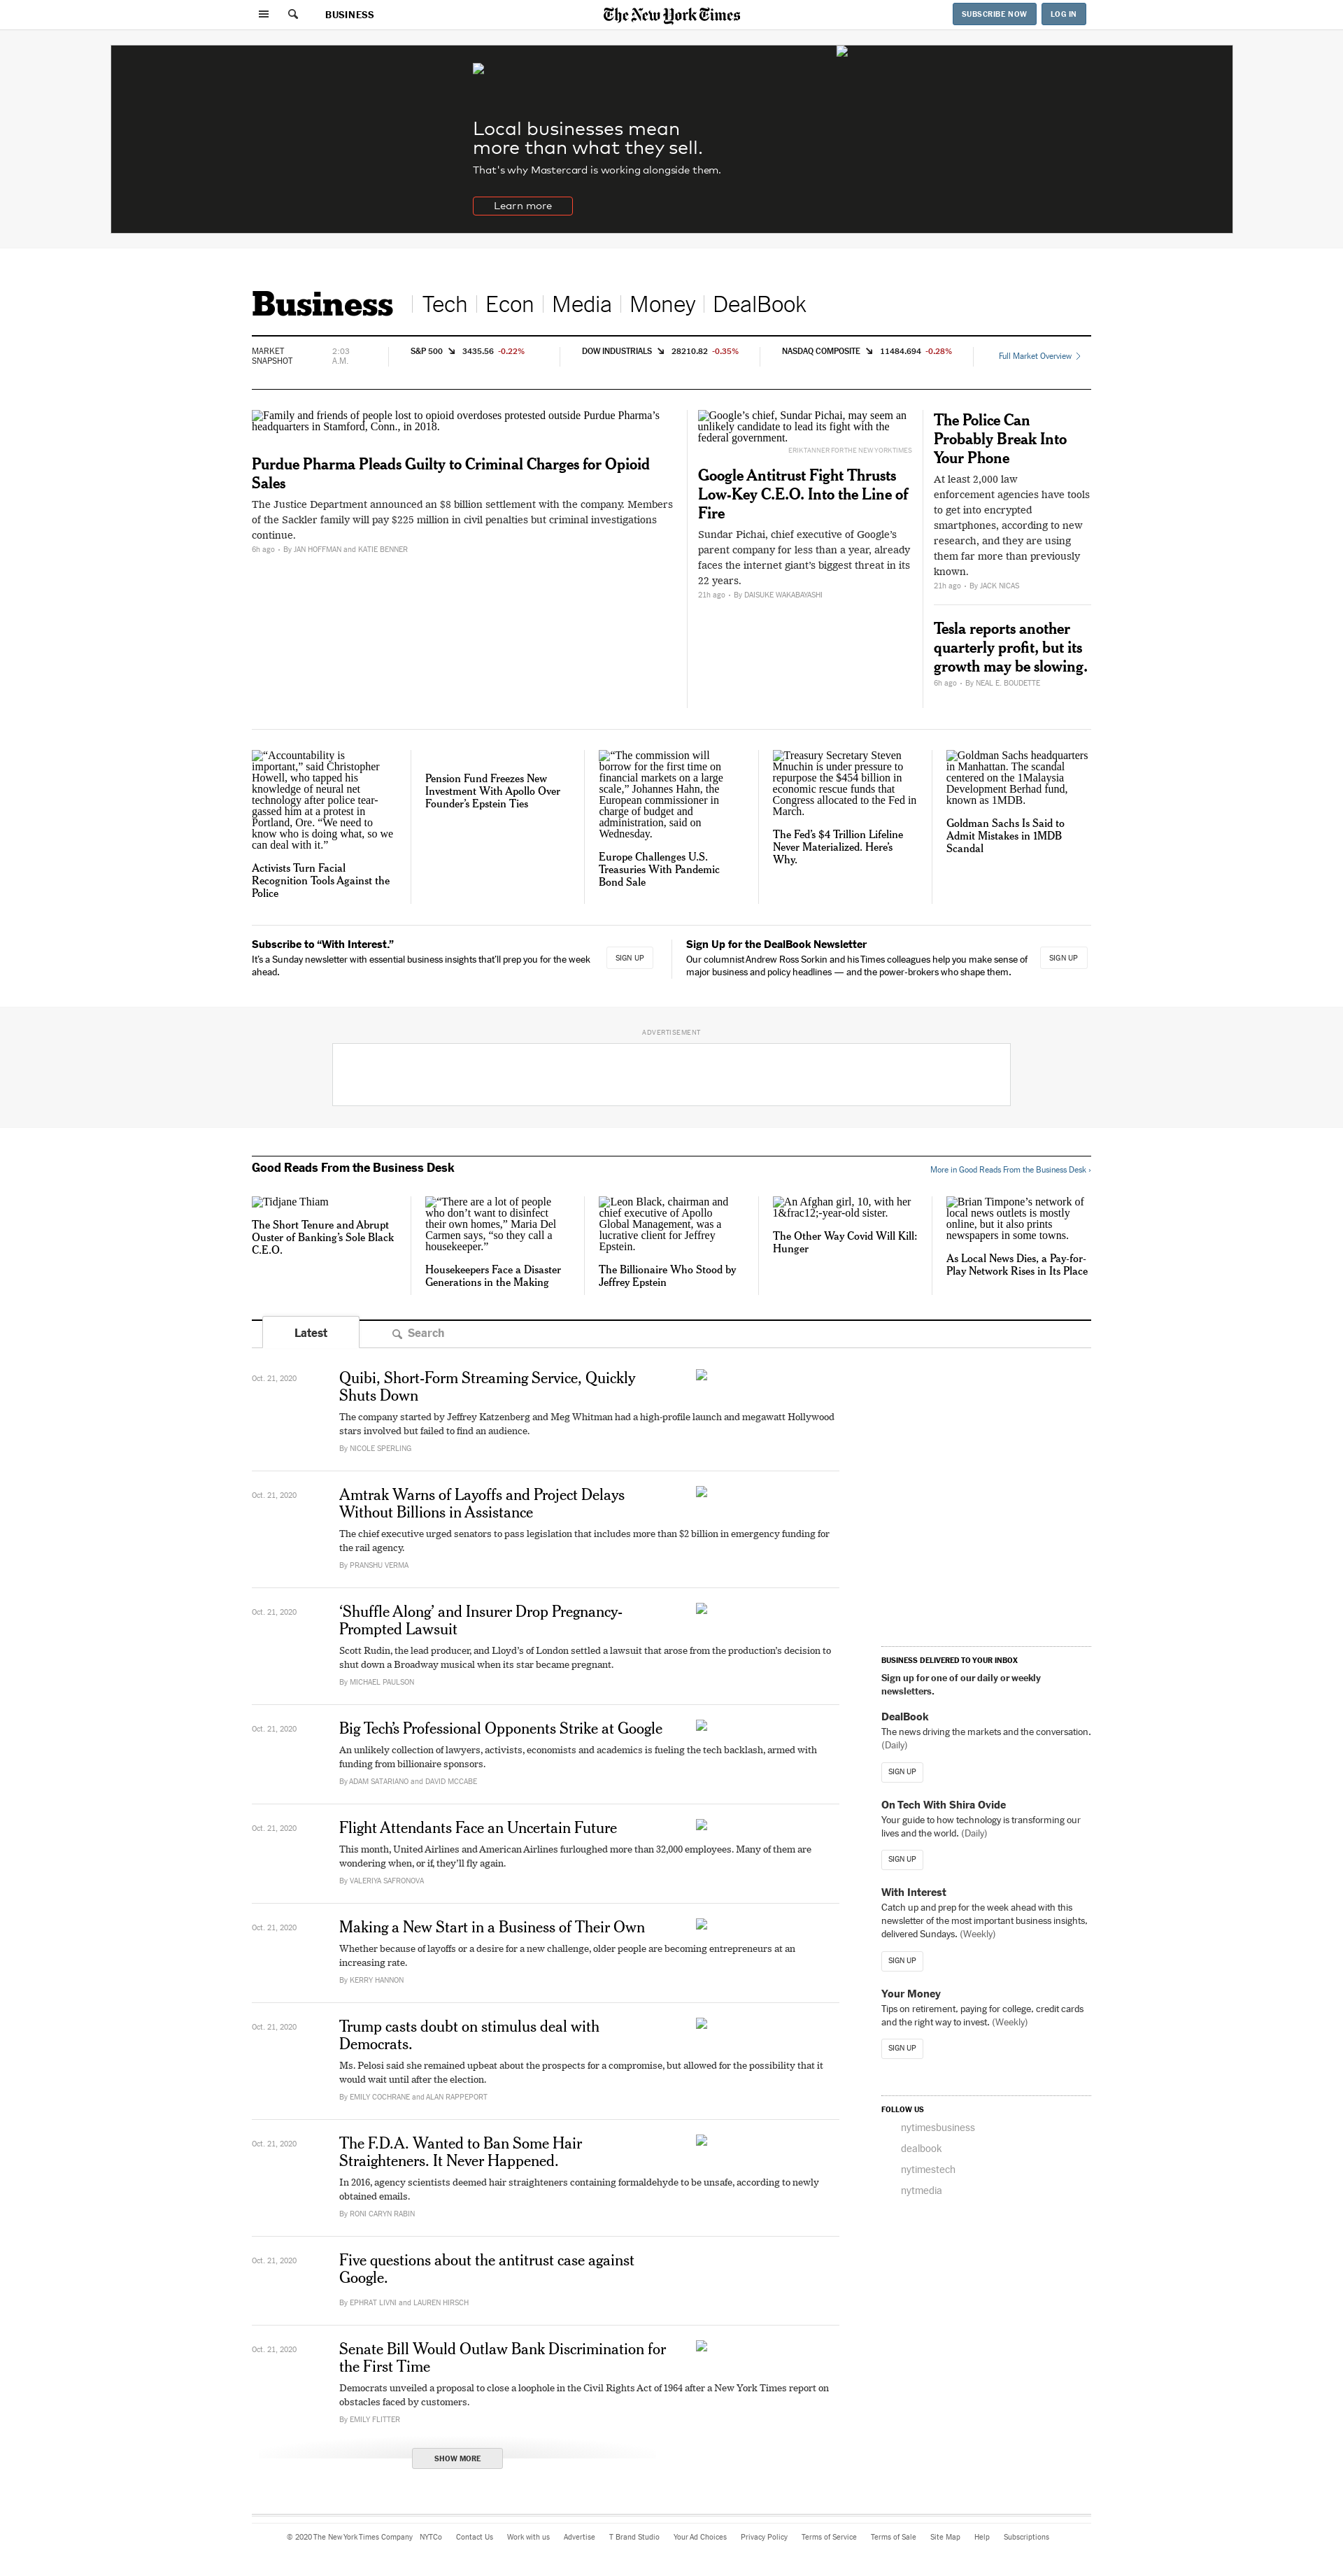 BUSINESS
The New York Times
SUBSCRIBE NOW
LOG IN
Local businesses mean
more than what they sell.
That's why Mastercard is working alongside them.
Learn more
Business
Tech
Econ
Media
Money
DealBook
MARKET
SNAPSHOT
2:03
A.M.
S&P 500 3435.56 -0.22%
DOW INDUSTRIALS 28210.82 -0.35%
NASDAQ COMPOSITE 11484.694 -0.28%
Full Market Overview
Family and friends of people lost to opioid overdoses protested outside Purdue Pharma’s
headquarters in Stamford, Conn., in 2018.
Purdue Pharma Pleads Guilty to Criminal Charges for Opioid
Sales
The Justice Department announced an $8 billion settlement with the company. Members
of the Sackler family will pay $225 million in civil penalties but criminal investigations
continue.
6h ago • By JAN HOFFMAN and KATIE BENNER
Google’s chief, Sundar Pichai, may seem an
unlikely candidate to lead its fight with the
federal government.
ERIK TANNER FOR THE NEW YORK TIMES
Google Antitrust Fight Thrusts
Low-Key C.E.O. Into the Line of
Fire
Sundar Pichai, chief executive of Google’s
parent company for less than a year, already
faces the internet giant’s biggest threat in its
22 years.
21h ago • By DAISUKE WAKABAYASHI
The Police Can
Probably Break Into
Your Phone
At least 2,000 law
enforcement agencies have tools
to get into encrypted
smartphones, according to new
research, and they are using
them far more than previously
known.
21h ago • By JACK NICAS
Tesla reports another
quarterly profit, but its
growth may be slowing.
6h ago • By NEAL E. BOUDETTE
“Accountability is
important,” said Christopher
Howell, who tapped his
knowledge of neural net
technology after police tear-
gassed him at a protest in
Portland, Ore. “We need to
know who is doing what, so we
can deal with it.”
Activists Turn Facial
Recognition Tools Against the
Police
Pension Fund Freezes New
Investment With Apollo Over
Founder’s Epstein Ties
“The commission will
borrow for the first time on
financial markets on a large
scale,” Johannes Hahn, the
European commissioner in
charge of budget and
administration, said on
Wednesday.
Europe Challenges U.S.
Treasuries With Pandemic
Bond Sale
Treasury Secretary Steven
Mnuchin is under pressure to
repurpose the $454 billion in
economic rescue funds that
Congress allocated to the Fed in
March.
The Fed’s $4 Trillion Lifeline
Never Materialized. Here’s
Why.
Goldman Sachs headquarters
in Manhattan. The scandal
centered on the 1Malaysia
Development Berhad fund,
known as 1MDB.
Goldman Sachs Is Said to
Admit Mistakes in 1MDB
Scandal
Subscribe to “With Interest.”
It’s a Sunday newsletter with essential business insights that’ll prep you for the week
ahead.
SIGN UP
Sign Up for the DealBook Newsletter
Our columnist Andrew Ross Sorkin and his Times colleagues help you make sense of
major business and policy headlines — and the power-brokers who shape them.
SIGN UP
ADVERTISEMENT
Good Reads From the Business Desk
More in Good Reads From the Business Desk ›
Tidjane Thiam
The Short Tenure and Abrupt
Ouster of Banking’s Sole Black
C.E.O.
“There are a lot of people
who don’t want to disinfect
their own homes,” Maria Del
Carmen says, “so they call a
housekeeper.”
Housekeepers Face a Disaster
Generations in the Making
Leon Black, chairman and
chief executive of Apollo
Global Management, was a
lucrative client for Jeffrey
Epstein.
The Billionaire Who Stood by
Jeffrey Epstein
An Afghan girl, 10, with her
1&frac12;-year-old sister.
The Other Way Covid Will Kill:
Hunger
Brian Timpone’s network of
local news outlets is mostly
online, but it also prints
newspapers in some towns.
As Local News Dies, a Pay-for-
Play Network Rises in Its Place
Latest
Search
Oct. 21, 2020
Quibi, Short-Form Streaming Service, Quickly
Shuts Down
The company started by Jeffrey Katzenberg and Meg Whitman had a high-profile launch and megawatt Hollywood
stars involved but failed to find an audience.
By NICOLE SPERLING
Oct. 21, 2020
Amtrak Warns of Layoffs and Project Delays
Without Billions in Assistance
The chief executive urged senators to pass legislation that includes more than $2 billion in emergency funding for
the rail agency.
By PRANSHU VERMA
Oct. 21, 2020
‘Shuffle Along’ and Insurer Drop Pregnancy-
Prompted Lawsuit
Scott Rudin, the lead producer, and Lloyd’s of London settled a lawsuit that arose from the production’s decision to
shut down a Broadway musical when its star became pregnant.
By MICHAEL PAULSON
Oct. 21, 2020
Big Tech’s Professional Opponents Strike at Google
An unlikely collection of lawyers, activists, economists and academics is fueling the tech backlash, armed with
funding from billionaire sponsors.
By ADAM SATARIANO and DAVID MCCABE
Oct. 21, 2020
Flight Attendants Face an Uncertain Future
This month, United Airlines and American Airlines furloughed more than 32,000 employees. Many of them are
wondering when, or if, they’ll fly again.
By VALERIYA SAFRONOVA
Oct. 21, 2020
Making a New Start in a Business of Their Own
Whether because of layoffs or a desire for a new challenge, older people are becoming entrepreneurs at an
increasing rate.
By KERRY HANNON
Oct. 21, 2020
Trump casts doubt on stimulus deal with
Democrats.
Ms. Pelosi said she remained upbeat about the prospects for a compromise, but allowed for the possibility that it
would wait until after the election.
By EMILY COCHRANE and ALAN RAPPEPORT
Oct. 21, 2020
The F.D.A. Wanted to Ban Some Hair
Straighteners. It Never Happened.
In 2016, agency scientists deemed hair straighteners containing formaldehyde to be unsafe, according to newly
obtained emails.
By RONI CARYN RABIN
Oct. 21, 2020
Five questions about the antitrust case against
Google.
By EPHRAT LIVNI and LAUREN HIRSCH
Oct. 21, 2020
Senate Bill Would Outlaw Bank Discrimination for
the First Time
Democrats unveiled a proposal to close a loophole in the Civil Rights Act of 1964 after a New York Times report on
obstacles faced by customers.
By EMILY FLITTER
SHOW MORE
BUSINESS DELIVERED TO YOUR INBOX
Sign up for one of our daily or weekly
newsletters.
DealBook
The news driving the markets and the conversation.
(Daily)
SIGN UP
On Tech With Shira Ovide
Your guide to how technology is transforming our
lives and the world. (Daily)
SIGN UP
With Interest
Catch up and prep for the week ahead with this
newsletter of the most important business insights,
delivered Sundays. (Weekly)
SIGN UP
Your Money
Tips on retirement, paying for college, credit cards
and the right way to invest. (Weekly)
SIGN UP
FOLLOW US
nytimesbusiness
dealbook
nytimestech
nytmedia
© 2020 The New York Times Company NYTCo Contact Us Work with us Advertise T Brand Studio Your Ad Choices Privacy Policy Terms of Service Terms of Sale Site Map Help Subscriptions